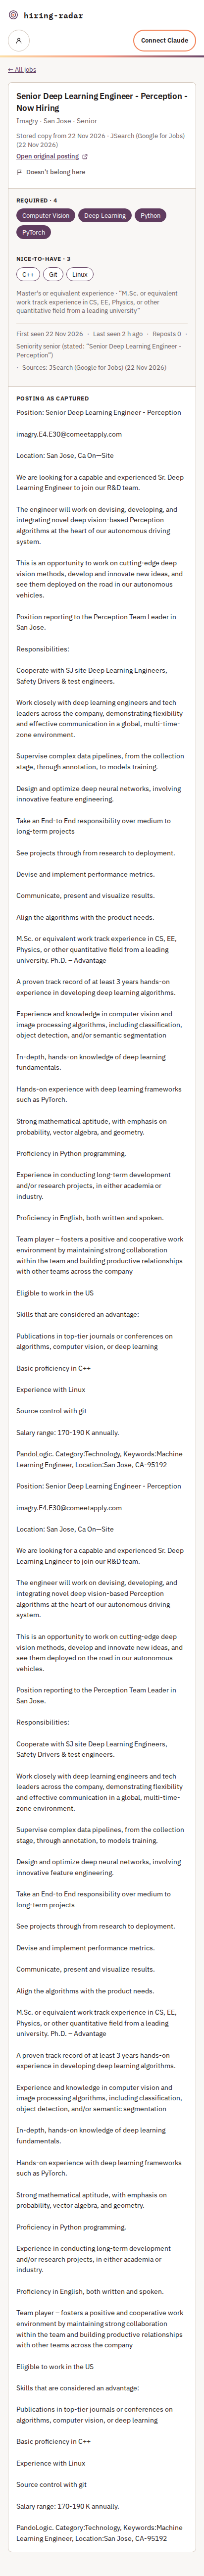 hiring-radar
Connect Claude
← All jobs
Senior Deep Learning Engineer - Perception -
Now Hiring
Imagry · San Jose · Senior
Stored copy from 22 Nov 2026 · JSearch (Google for Jobs)
(22 Nov 2026)
Open original posting
Doesn't belong here
REQUIRED · 4
Computer Vision
Deep Learning
Python
PyTorch
NICE-TO-HAVE · 3
C++
Git
Linux
Master's or equivalent experience · "M.Sc. or equivalent
work track experience in CS, EE, Physics, or other
quantitative field from a leading university"
First seen 22 Nov 2026 · Last seen 2 h ago · Reposts 0 ·
Seniority senior (stated: "Senior Deep Learning Engineer -
Perception")
· Sources: JSearch (Google for Jobs) (22 Nov 2026)
POSTING AS CAPTURED
Position: Senior Deep Learning Engineer - Perception
imagry.E4.E30@comeetapply.com
Location: San Jose, Ca On—Site
We are looking for a capable and experienced Sr. Deep
Learning Engineer to join our R&D team.
The engineer will work on devising, developing, and
integrating novel deep vision-based Perception
algorithms at the heart of our autonomous driving
system.
This is an opportunity to work on cutting-edge deep
vision methods, develop and innovate new ideas, and
see them deployed on the road in our autonomous
vehicles.
Position reporting to the Perception Team Leader in
San Jose.
Responsibilities:
Cooperate with SJ site Deep Learning Engineers,
Safety Drivers & test engineers.
Work closely with deep learning engineers and tech
leaders across the company, demonstrating flexibility
and effective communication in a global, multi-time-
zone environment.
Supervise complex data pipelines, from the collection
stage, through annotation, to models training.
Design and optimize deep neural networks, involving
innovative feature engineering.
Take an End-to End responsibility over medium to
long-term projects
See projects through from research to deployment.
Devise and implement performance metrics.
Communicate, present and visualize results.
Align the algorithms with the product needs.
M.Sc. or equivalent work track experience in CS, EE,
Physics, or other quantitative field from a leading
university. Ph.D. – Advantage
A proven track record of at least 3 years hands-on
experience in developing deep learning algorithms.
Experience and knowledge in computer vision and
image processing algorithms, including classification,
object detection, and/or semantic segmentation
In-depth, hands-on knowledge of deep learning
fundamentals.
Hands-on experience with deep learning frameworks
such as PyTorch.
Strong mathematical aptitude, with emphasis on
probability, vector algebra, and geometry.
Proficiency in Python programming.
Experience in conducting long-term development
and/or research projects, in either academia or
industry.
Proficiency in English, both written and spoken.
Team player – fosters a positive and cooperative work
environment by maintaining strong collaboration
within the team and building productive relationships
with other teams across the company
Eligible to work in the US
Skills that are considered an advantage:
Publications in top-tier journals or conferences on
algorithms, computer vision, or deep learning
Basic proficiency in C++
Experience with Linux
Source control with git
Salary range: 170-190 K annually.
PandoLogic. Category:Technology, Keywords:Machine
Learning Engineer, Location:San Jose, CA-95192
Position: Senior Deep Learning Engineer - Perception
imagry.E4.E30@comeetapply.com
Location: San Jose, Ca On—Site
We are looking for a capable and experienced Sr. Deep
Learning Engineer to join our R&D team.
The engineer will work on devising, developing, and
integrating novel deep vision-based Perception
algorithms at the heart of our autonomous driving
system.
This is an opportunity to work on cutting-edge deep
vision methods, develop and innovate new ideas, and
see them deployed on the road in our autonomous
vehicles.
Position reporting to the Perception Team Leader in
San Jose.
Responsibilities:
Cooperate with SJ site Deep Learning Engineers,
Safety Drivers & test engineers.
Work closely with deep learning engineers and tech
leaders across the company, demonstrating flexibility
and effective communication in a global, multi-time-
zone environment.
Supervise complex data pipelines, from the collection
stage, through annotation, to models training.
Design and optimize deep neural networks, involving
innovative feature engineering.
Take an End-to End responsibility over medium to
long-term projects
See projects through from research to deployment.
Devise and implement performance metrics.
Communicate, present and visualize results.
Align the algorithms with the product needs.
M.Sc. or equivalent work track experience in CS, EE,
Physics, or other quantitative field from a leading
university. Ph.D. – Advantage
A proven track record of at least 3 years hands-on
experience in developing deep learning algorithms.
Experience and knowledge in computer vision and
image processing algorithms, including classification,
object detection, and/or semantic segmentation
In-depth, hands-on knowledge of deep learning
fundamentals.
Hands-on experience with deep learning frameworks
such as PyTorch.
Strong mathematical aptitude, with emphasis on
probability, vector algebra, and geometry.
Proficiency in Python programming.
Experience in conducting long-term development
and/or research projects, in either academia or
industry.
Proficiency in English, both written and spoken.
Team player – fosters a positive and cooperative work
environment by maintaining strong collaboration
within the team and building productive relationships
with other teams across the company
Eligible to work in the US
Skills that are considered an advantage:
Publications in top-tier journals or conferences on
algorithms, computer vision, or deep learning
Basic proficiency in C++
Experience with Linux
Source control with git
Salary range: 170-190 K annually.
PandoLogic. Category:Technology, Keywords:Machine
Learning Engineer, Location:San Jose, CA-95192